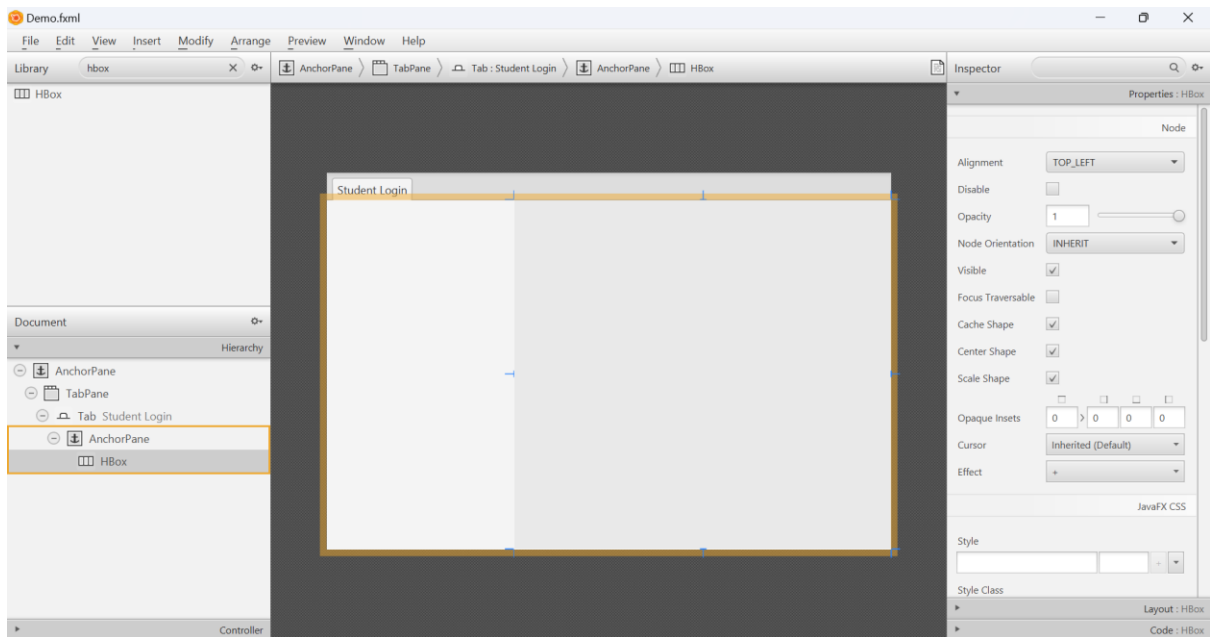 Demo.fxml
File Edit View Insert Modify Arrange Preview Window Help
Library hbox
HBox
Document
Hierarchy
AnchorPane
TabPane
Tab Student Login
AnchorPane
HBox
Controller
AnchorPane TabPane Tab : Student Login AnchorPane HBox
Student Login
Inspector
Properties : HBox
Node
Alignment TOP_LEFT
Disable
Opacity 1
Node Orientation INHERIT
Visible
Focus Traversable
Cache Shape
Center Shape
Scale Shape
Opaque Insets 0 0 0 0
Cursor Inherited (Default)
Effect +
JavaFX CSS
Style
Style Class
Layout : HBox
Code : HBox